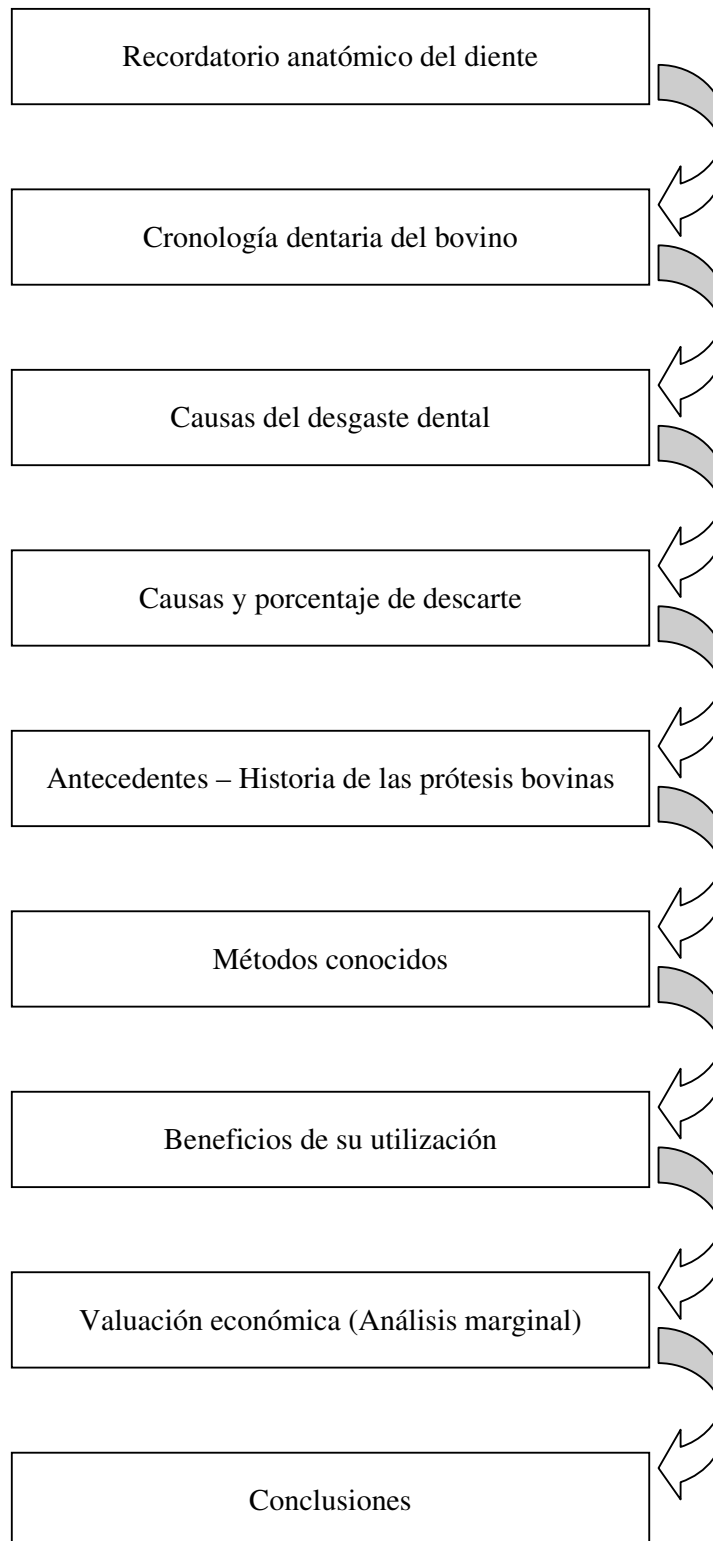 Recordatorio anatómico del diente
Cronología dentaria del bovino
Causas del desgaste dental
Causas y porcentaje de descarte
Antecedentes – Historia de las prótesis bovinas
Métodos conocidos
Beneficios de su utilización
Valuación económica (Análisis marginal)
Conclusiones